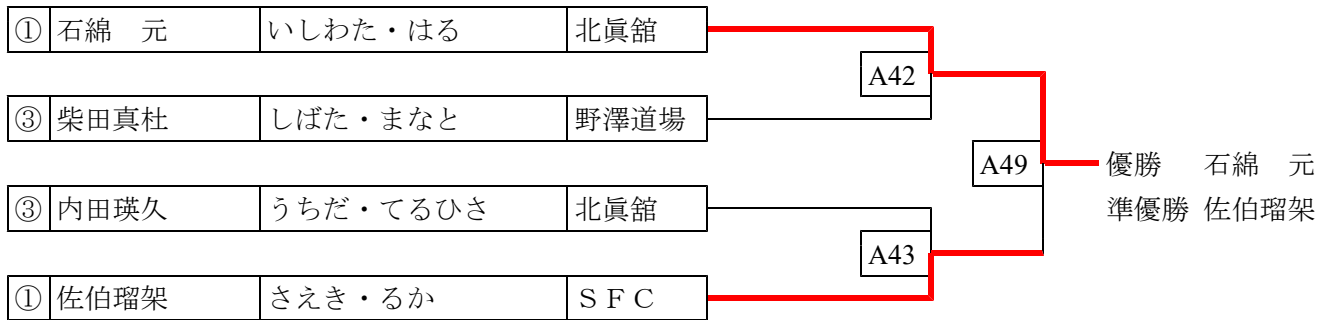 ① 石綿　元 いしわた・はる 北眞舘
A42
③ 柴田真杜 しばた・まなと 野澤道場
A49 優勝　石綿　元
③ 内田瑛久 うちだ・てるひさ 北眞舘
準優勝 佐伯瑠架
A43
① 佐伯瑠架 さえき・るか ＳＦＣ